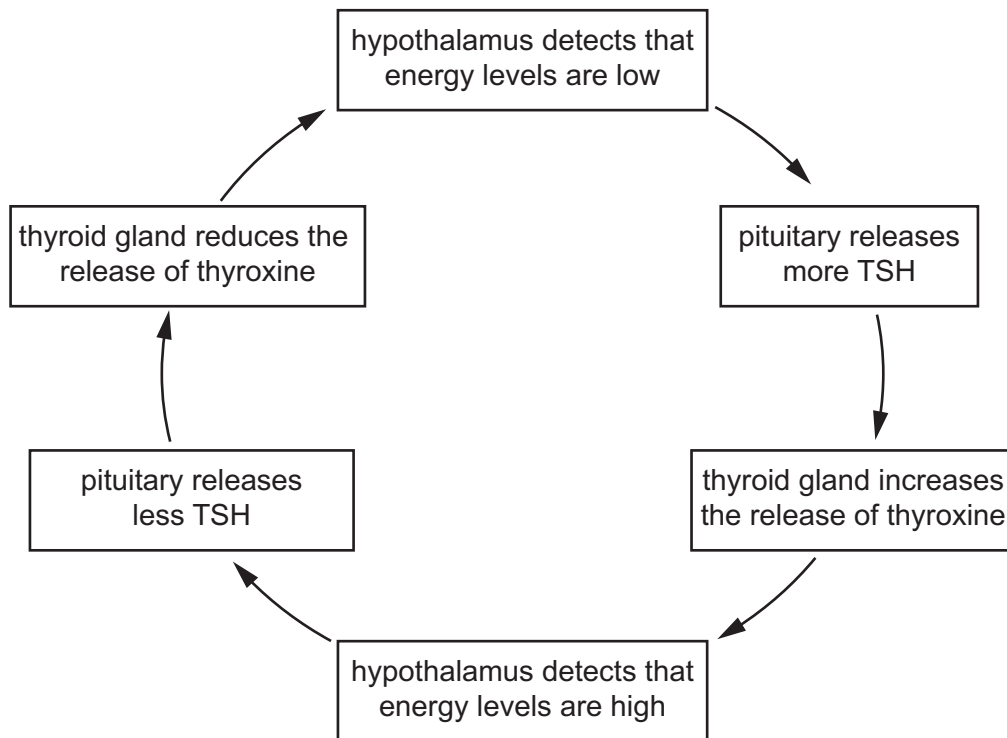 hypothalamus detects that
energy levels are low
pituitary releases
more TSH
thyroid gland increases
the release of thyroxine
hypothalamus detects that
energy levels are high
pituitary releases
less TSH
thyroid gland reduces the
release of thyroxine